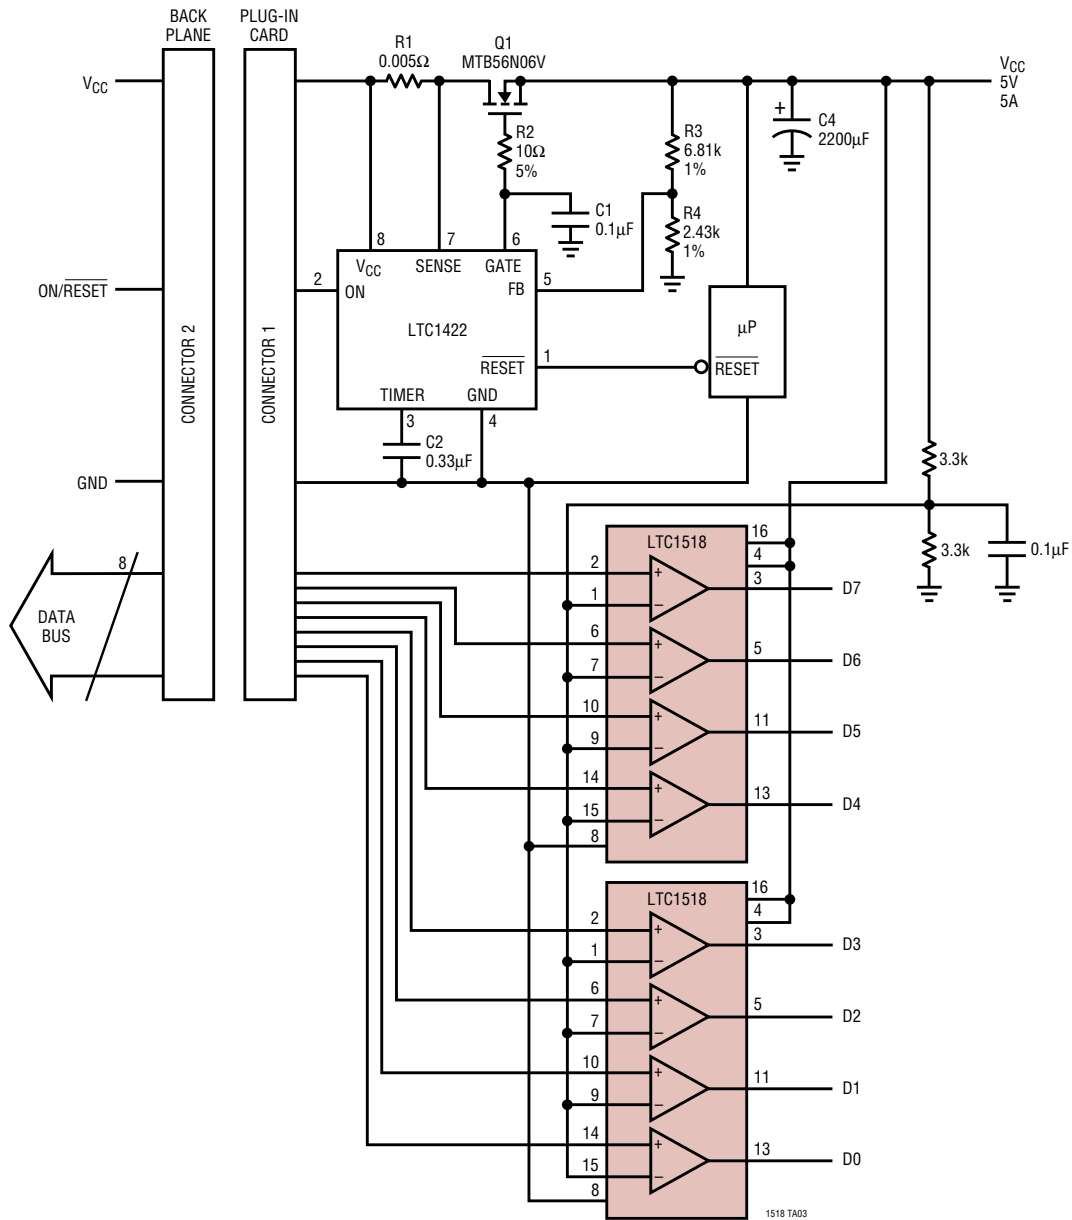 BACK
PLANE
PLUG-IN
CARD
R1
0.005Ω
Q1
MTB56N06V
VCC
VCC
5V
5A
R2
10Ω
5%
R3
6.81k
1%
+
C4
2200µF
C1
0.1µF
R4
2.43k
1%
8
7
6
VCC
SENSE
GATE
2
ON
FB
5
ON/RESET
LTC1422
µP
RESET
1
RESET
CONNECTOR 2
CONNECTOR 1
TIMER
GND
3
4
C2
0.33µF
GND
3.3k
3.3k
0.1µF
8
DATA
BUS
LTC1518
16
4
2
+
3
D7
1
–
6
+
5
D6
7
–
10
+
11
D5
9
–
14
+
13
D4
15
–
8
LTC1518
16
4
2
+
3
D3
1
–
6
+
5
D2
7
–
10
+
11
D1
9
–
14
+
13
D0
15
–
8
1518 TA03